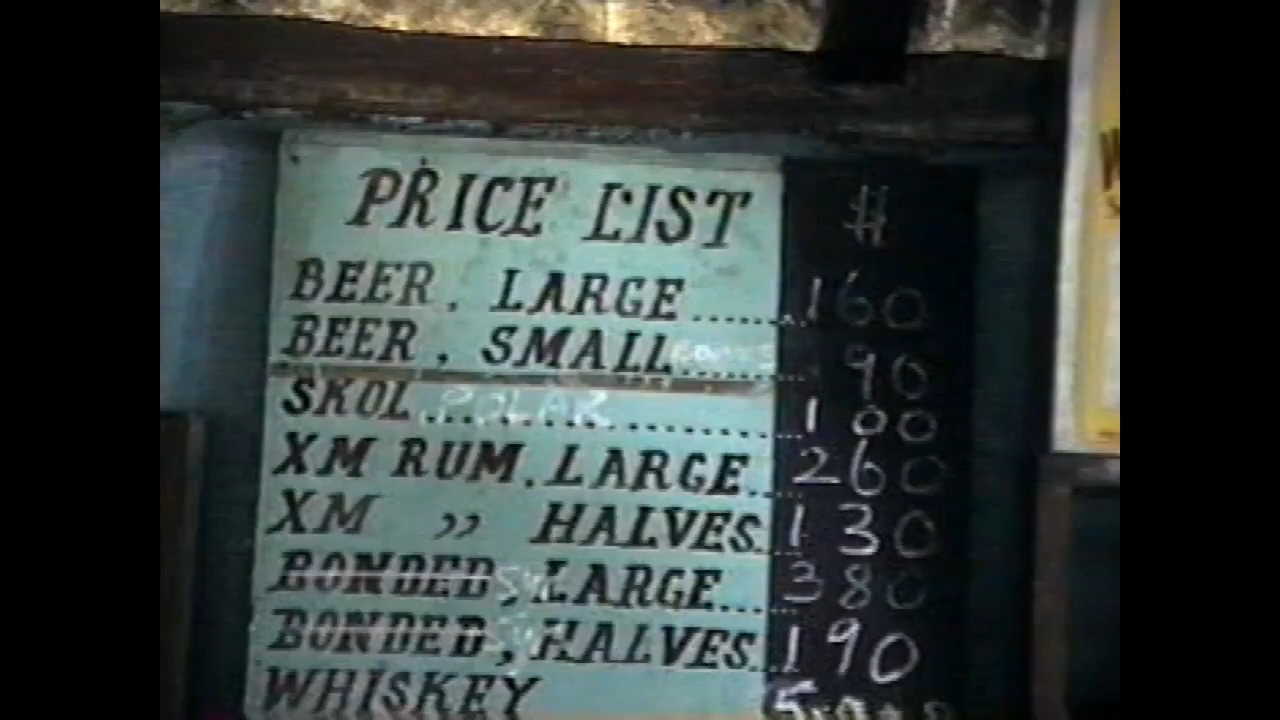 PRICE LIST $
BEER. LARGE........160
BEER, SMALL........90
SKOL POLAR........100
XM RUM. LARGE...260
XM ,, HALVES...130
BONDED, LARGE....380
BONDED, HALVES...190
WHISKEY